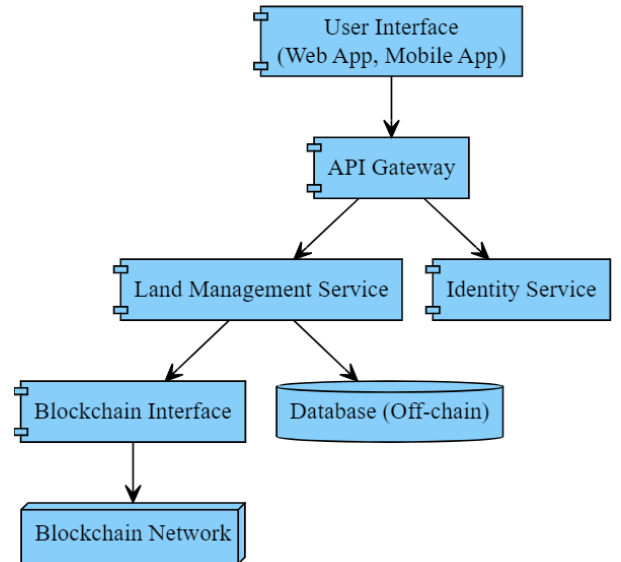 User Interface
(Web App, Mobile App)
API Gateway
Land Management Service
Identity Service
Blockchain Interface
Database (Off-chain)
Blockchain Network